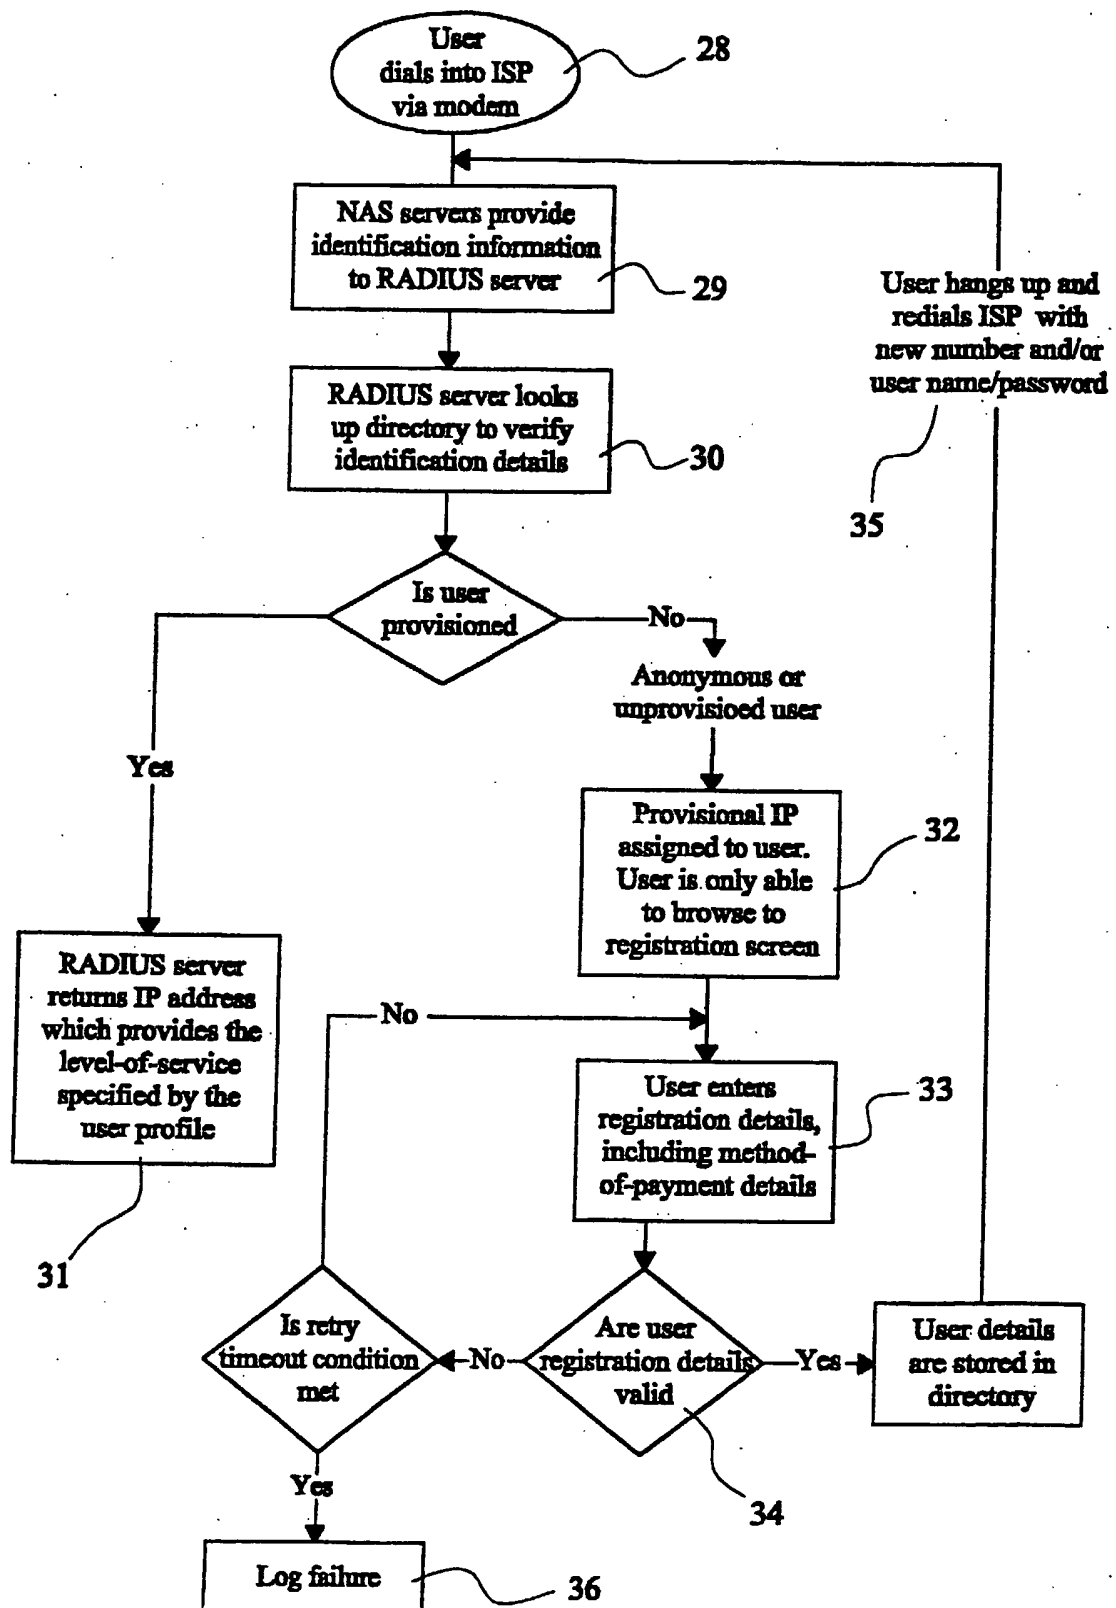 User
dials into ISP
via modem
28
NAS servers provide
identification information
to RADIUS server
29
User hangs up and
redials ISP with
new number and/or
user name/password
35
RADIUS server looks
up directory to verify
identification details
30
Is user
provisioned
No
Anonymous or
unprovisioed user
Yes
Provisional IP
assigned to user.
User is only able
to browse to
registration screen
32
RADIUS server
returns IP address
which provides the
level-of-service
specified by the
user profile
31
No
User enters
registration details,
including method-
of-payment details
33
Is retry
timeout condition
met
No
Are user
registration details
valid
34
Yes
User details
are stored in
directory
Yes
Log failure
36